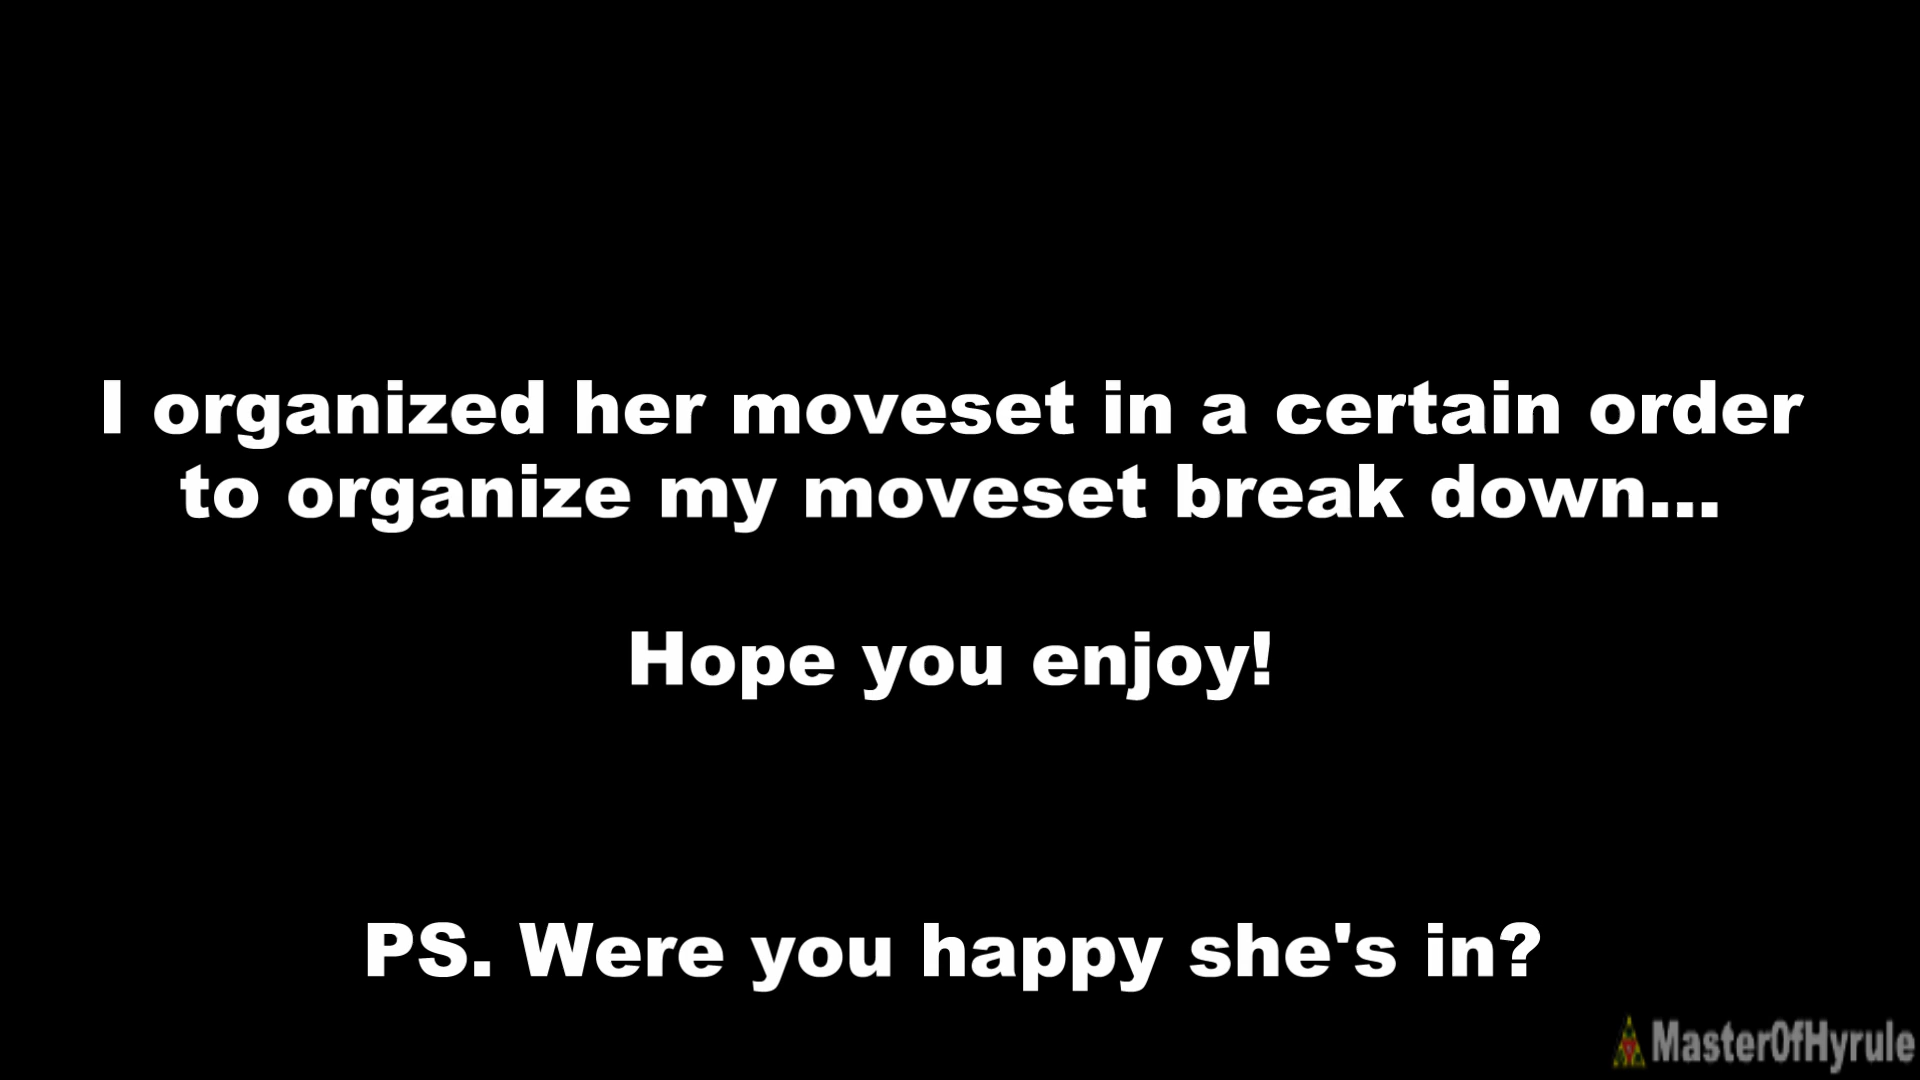 I organized her moveset in a certain order
to organize my moveset break down...
Hope you enjoy!
PS. Were you happy she's in?
MasterOfHyrule